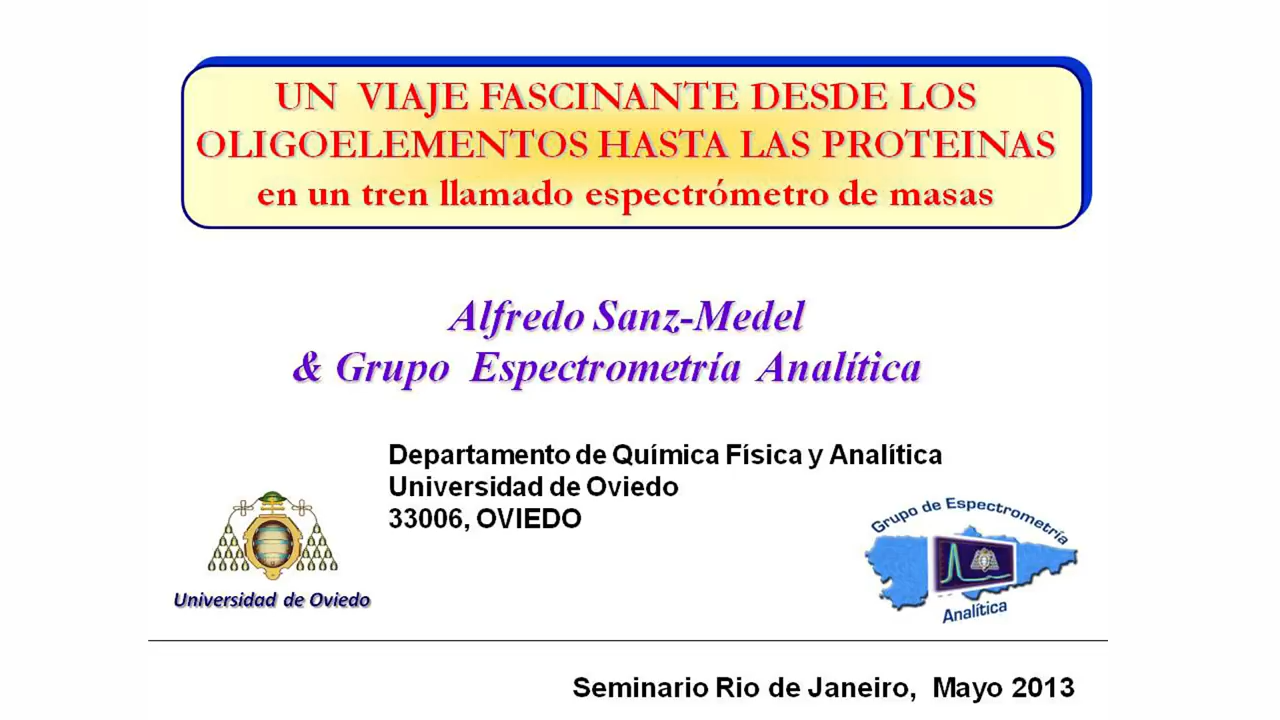 UN VIAJE FASCINANTE DESDE LOS
OLIGOELEMENTOS HASTA LAS PROTEINAS
en un tren llamado espectrómetro de masas
Alfredo Sanz-Medel
& Grupo Espectrometría Analítica
Departamento de Química Física y Analítica
Universidad de Oviedo
33006, OVIEDO
Universidad de Oviedo
Grupo de Espectrometría
Analítica
Seminario Rio de Janeiro, Mayo 2013